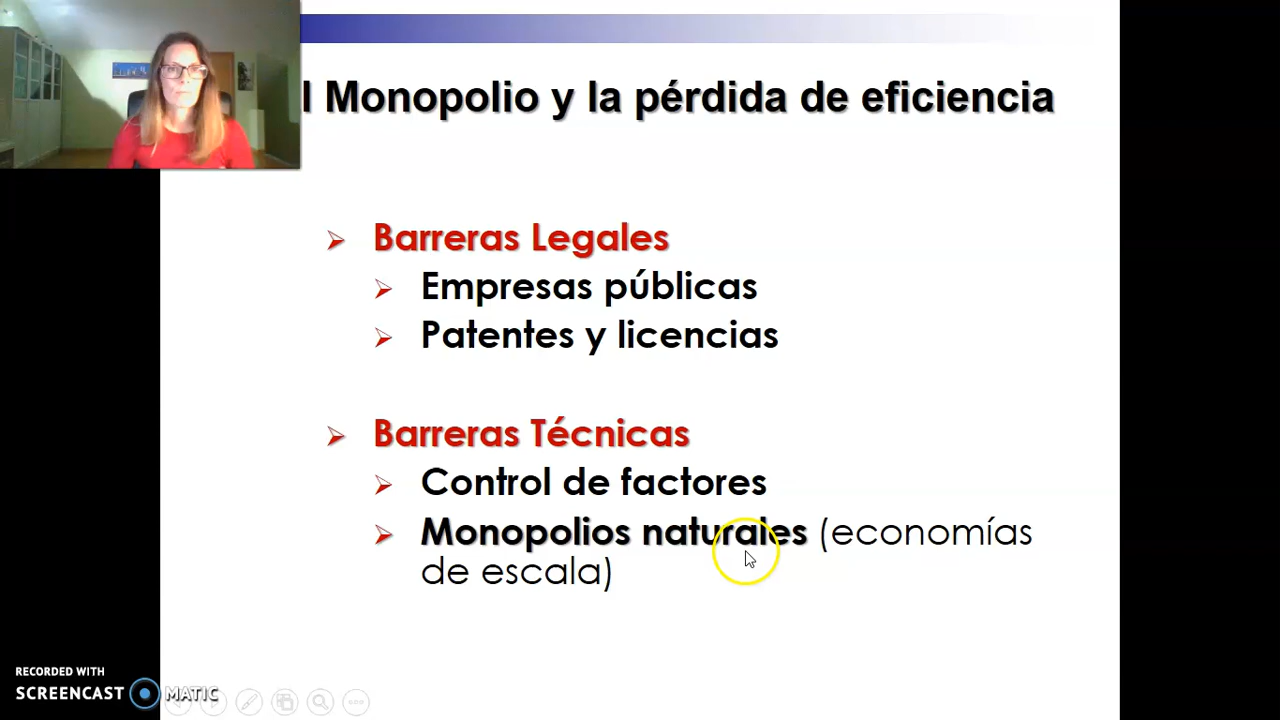 l Monopolio y la pérdida de eficiencia
Barreras Legales
Empresas públicas
Patentes y licencias
Barreras Técnicas
Control de factores
Monopolios naturales (economías
de escala)
RECORDED WITH
SCREENCAST MATIC